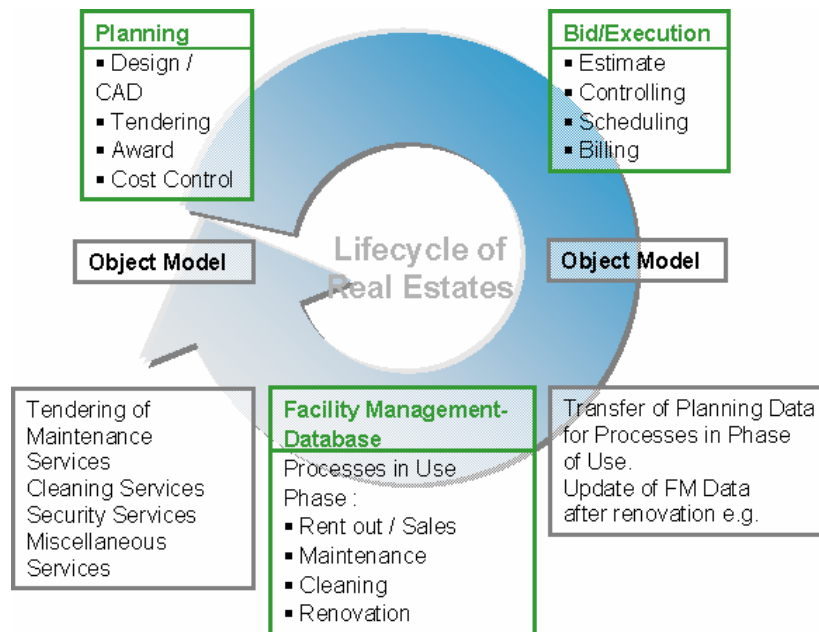 Planning
▪ Design /
CAD
▪ Tendering
▪ Award
▪ Cost Control
Bid/Execution
▪ Estimate
▪ Controlling
▪ Scheduling
▪ Billing
Object Model
Lifecycle of
Real Estates
Object Model
Tendering of
Maintenance
Services
Cleaning Services
Security Services
Miscellaneous
Services
Facility Management-
Database
Processes in Use
Phase :
▪ Rent out / Sales
▪ Maintenance
▪ Cleaning
▪ Renovation
Transfer of Planning Data
for Processes in Phase
of Use.
Update of FM Data
after renovation e.g.